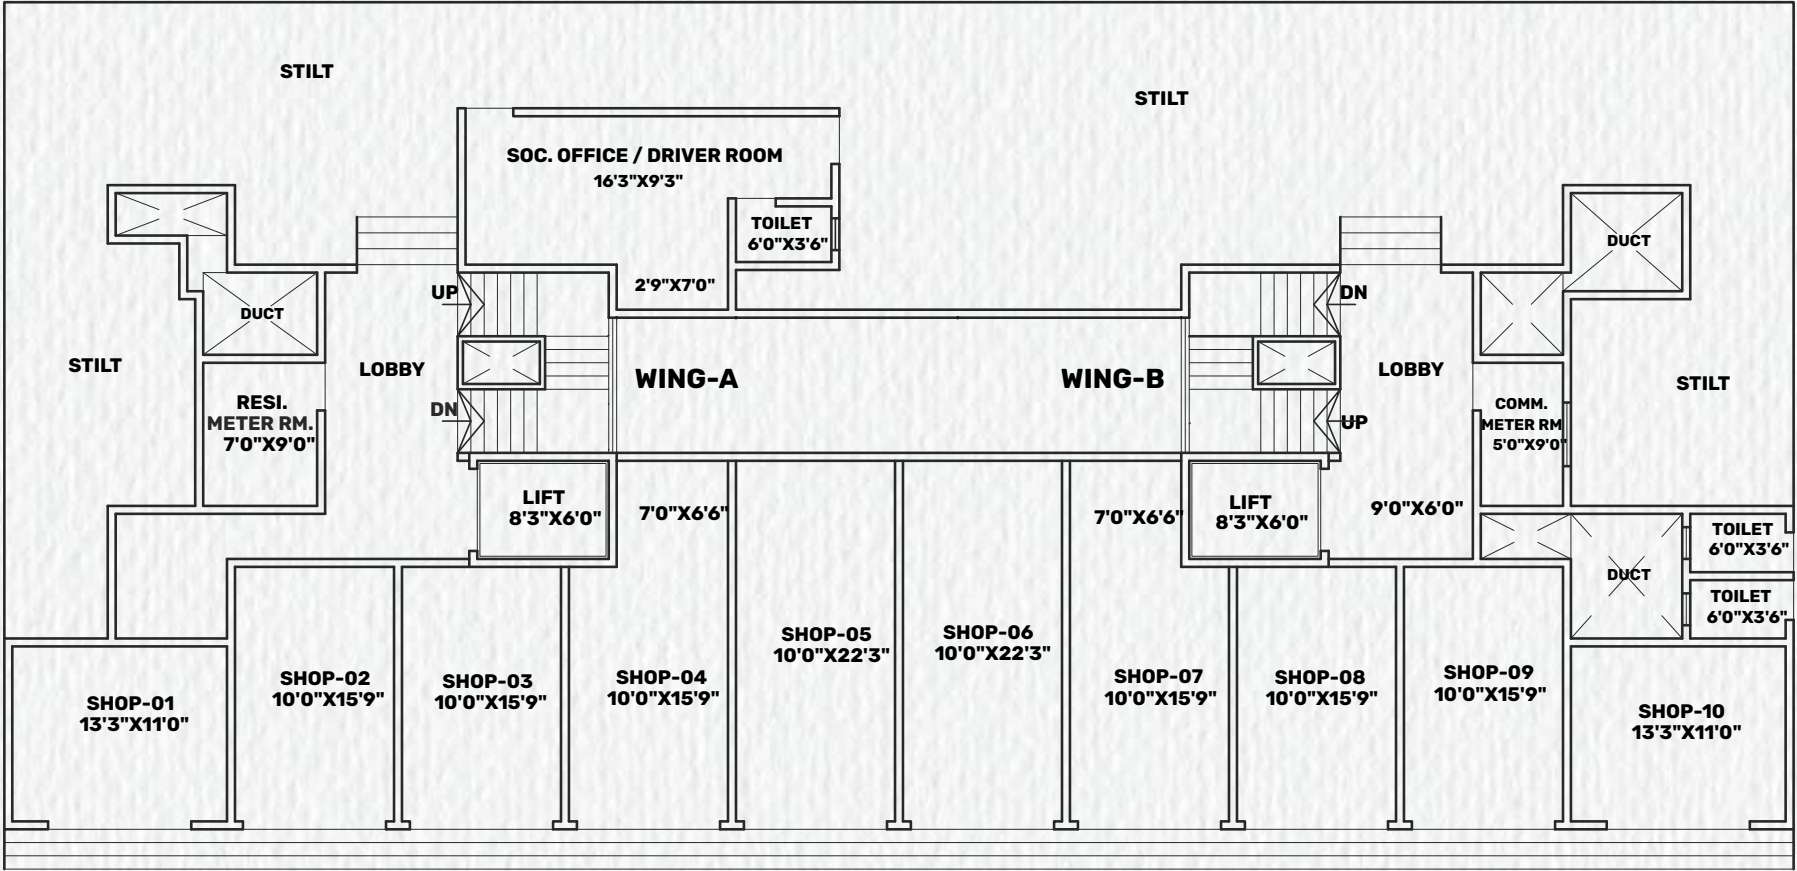 STILT
STILT
SOC. OFFICE / DRIVER ROOM
16'3"X9'3"
TOILET
6'0"X3'6"
2'9"X7'0"
DUCT
UP
DN
DUCT
STILT
LOBBY
WING-A
WING-B
LOBBY
STILT
RESI.
METER RM.
7'0"X9'0"
DN
UP
COMM.
METER RM
5'0"X9'0"
LIFT
8'3"X6'0"
7'0"X6'6"
7'0"X6'6"
LIFT
8'3"X6'0"
9'0"X6'0"
TOILET
6'0"X3'6"
DUCT
TOILET
6'0"X3'6"
SHOP-01
13'3"X11'0"
SHOP-02
10'0"X15'9"
SHOP-03
10'0"X15'9"
SHOP-04
10'0"X15'9"
SHOP-05
10'0"X22'3"
SHOP-06
10'0"X22'3"
SHOP-07
10'0"X15'9"
SHOP-08
10'0"X15'9"
SHOP-09
10'0"X15'9"
SHOP-10
13'3"X11'0"